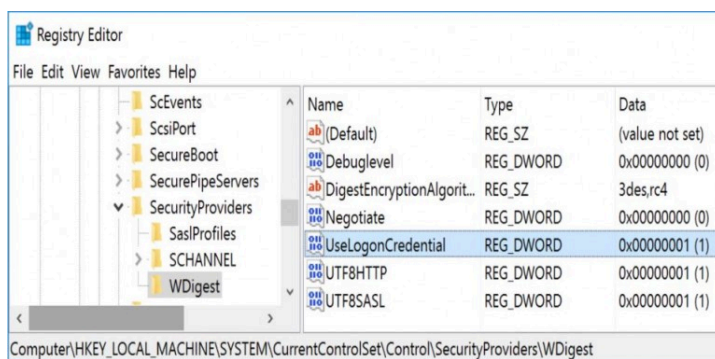 Registry Editor
File Edit View Favorites Help
ScEvents
ScsiPort
SecureBoot
SecurePipeServers
SecurityProviders
SaslProfiles
SCHANNEL
WDigest
Name Type Data
(Default) REG_SZ (value not set)
Debuglevel REG_DWORD 0x00000000 (0)
DigestEncryptionAlgorit... REG_SZ 3des,rc4
Negotiate REG_DWORD 0x00000000 (0)
UseLogonCredential REG_DWORD 0x00000001 (1)
UTF8HTTP REG_DWORD 0x00000001 (1)
UTF8SASL REG_DWORD 0x00000001 (1)
Computer\HKEY_LOCAL_MACHINE\SYSTEM\CurrentControlSet\Control\SecurityProviders\WDigest